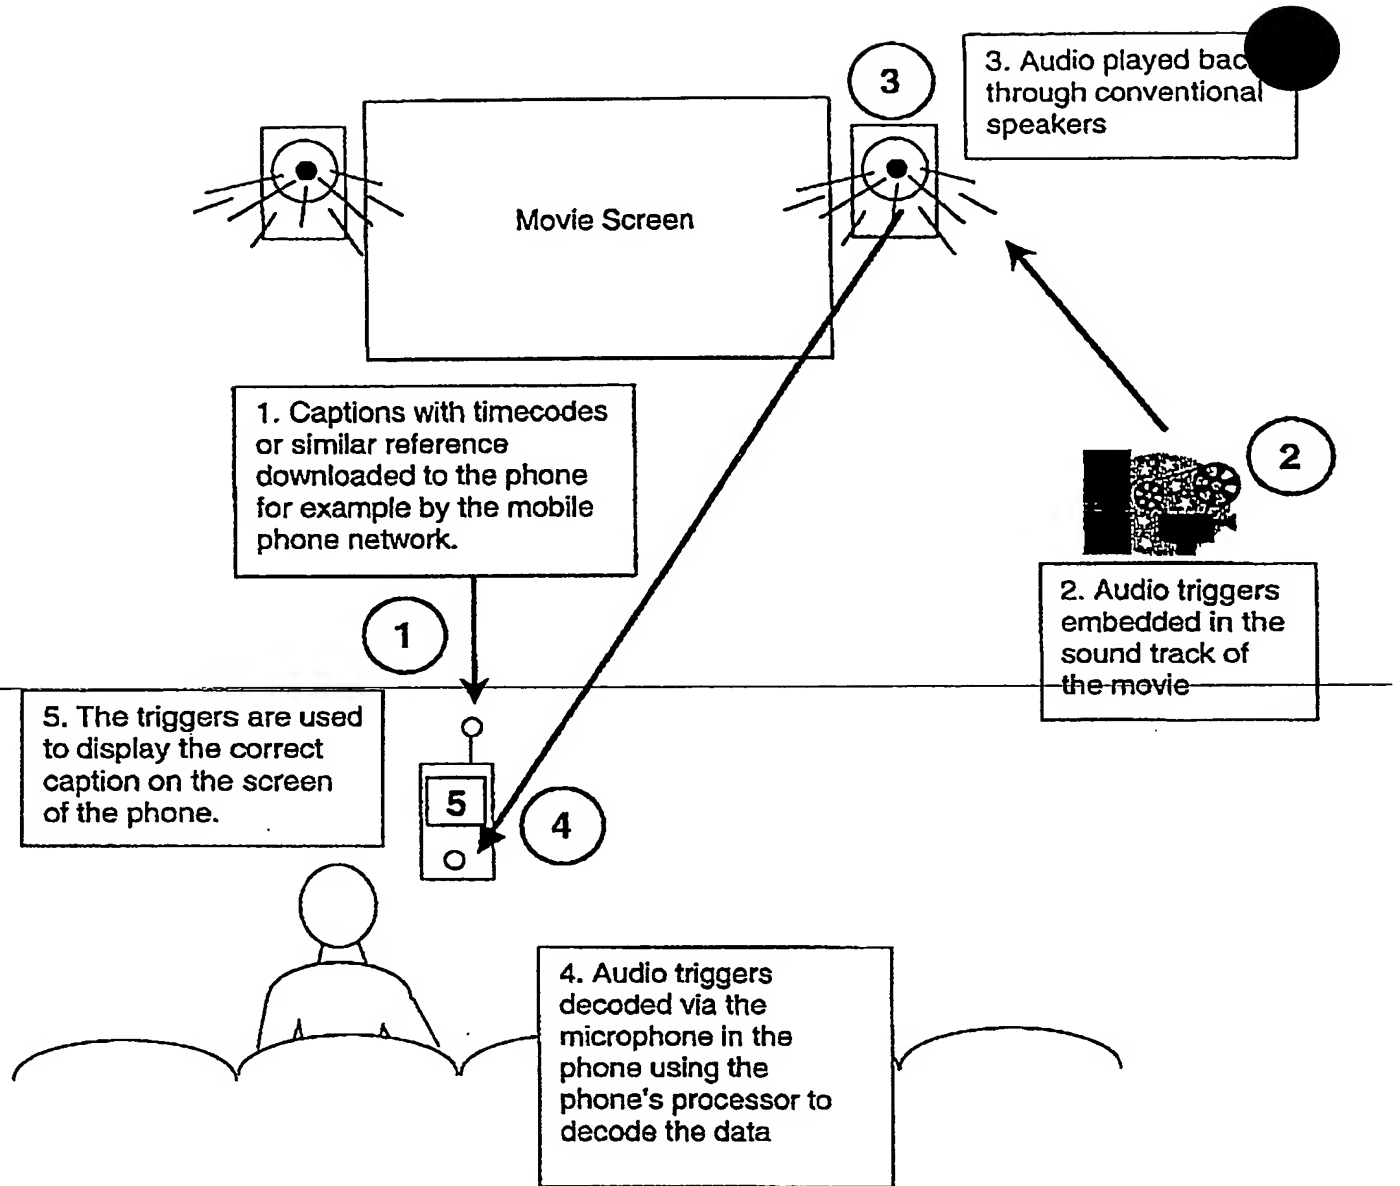 3
3. Audio played bac
through conventional
speakers
Movie Screen
1. Captions with timecodes
or similar reference
downloaded to the phone
for example by the mobile
phone network.
2
1
2. Audio triggers
embedded in the
sound track of
the movie
5. The triggers are used
to display the correct
caption on the screen
of the phone.
5
4
4. Audio triggers
decoded via the
microphone in the
phone using the
phone's processor to
decode the data